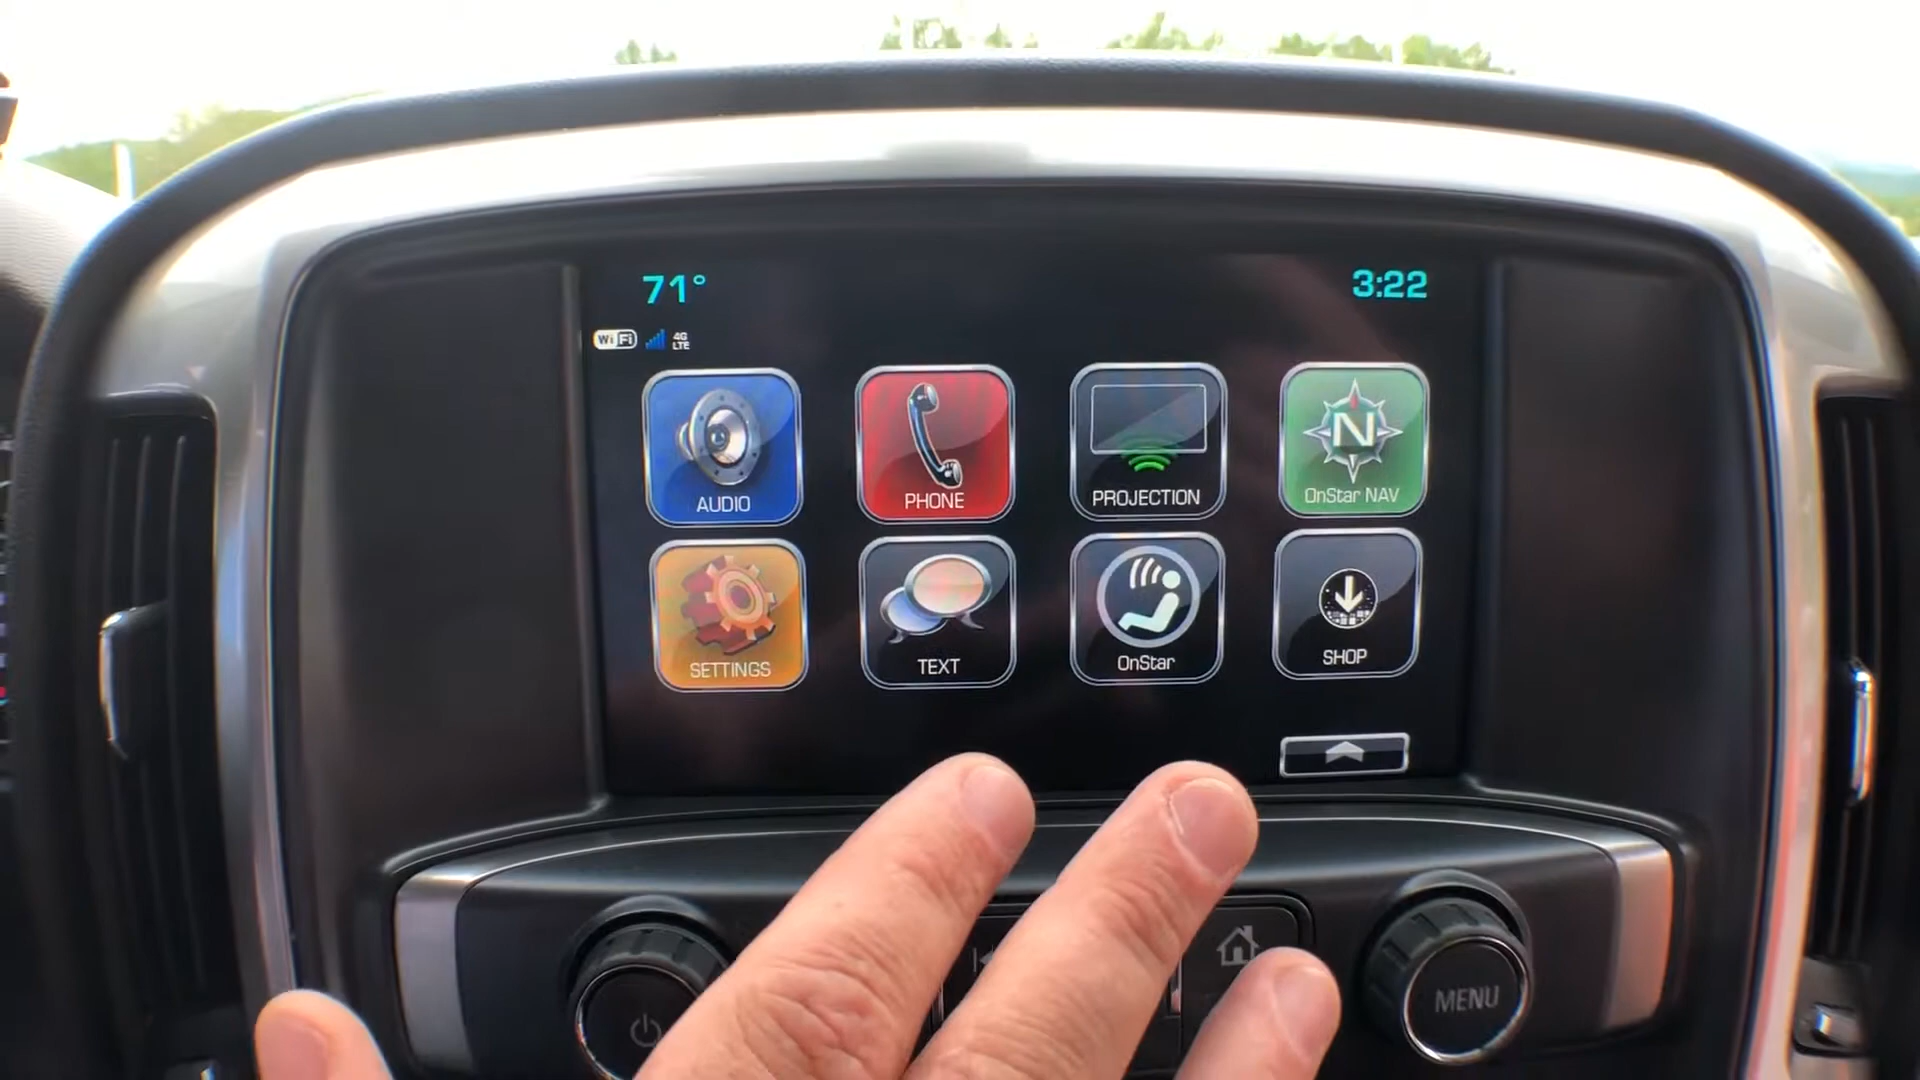 71°
3:22
WiFi
4G
LTE
AUDIO
PHONE
PROJECTION
N
OnStar NAV
SETTINGS
TEXT
OnStar
SHOP
MENU